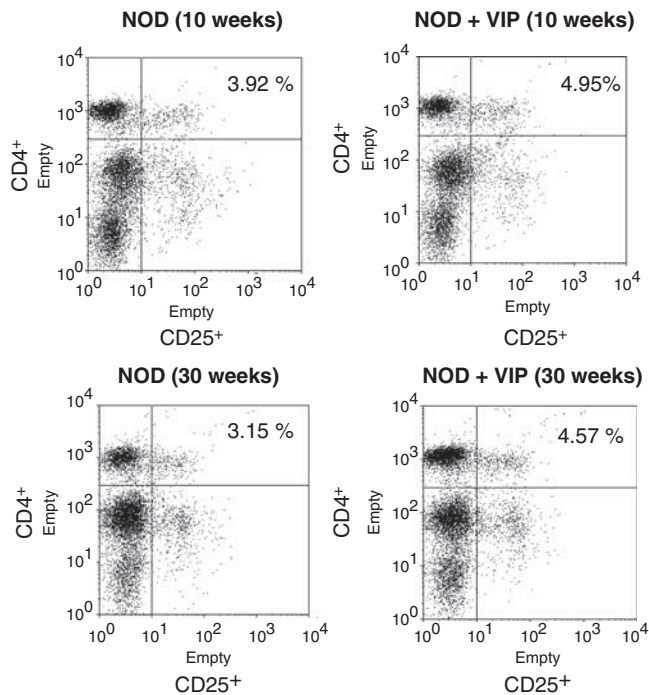 NOD (10 weeks)
10⁴
10³
10²
10¹
10⁰
CD4⁺
Empty
3.92 %
10⁰ 10¹ 10² 10³ 10⁴
Empty
CD25⁺
NOD + VIP (10 weeks)
10⁴
10³
10²
10¹
10⁰
CD4⁺
Empty
4.95%
10⁰ 10¹ 10² 10³ 10⁴
Empty
CD25⁺
NOD (30 weeks)
10⁴
10³
10²
10¹
10⁰
CD4⁺
Empty
3.15 %
10⁰ 10¹ 10² 10³ 10⁴
Empty
CD25⁺
NOD + VIP (30 weeks)
10⁴
10³
10²
10¹
10⁰
CD4⁺
Empty
4.57 %
10⁰ 10¹ 10² 10³ 10⁴
Empty
CD25⁺